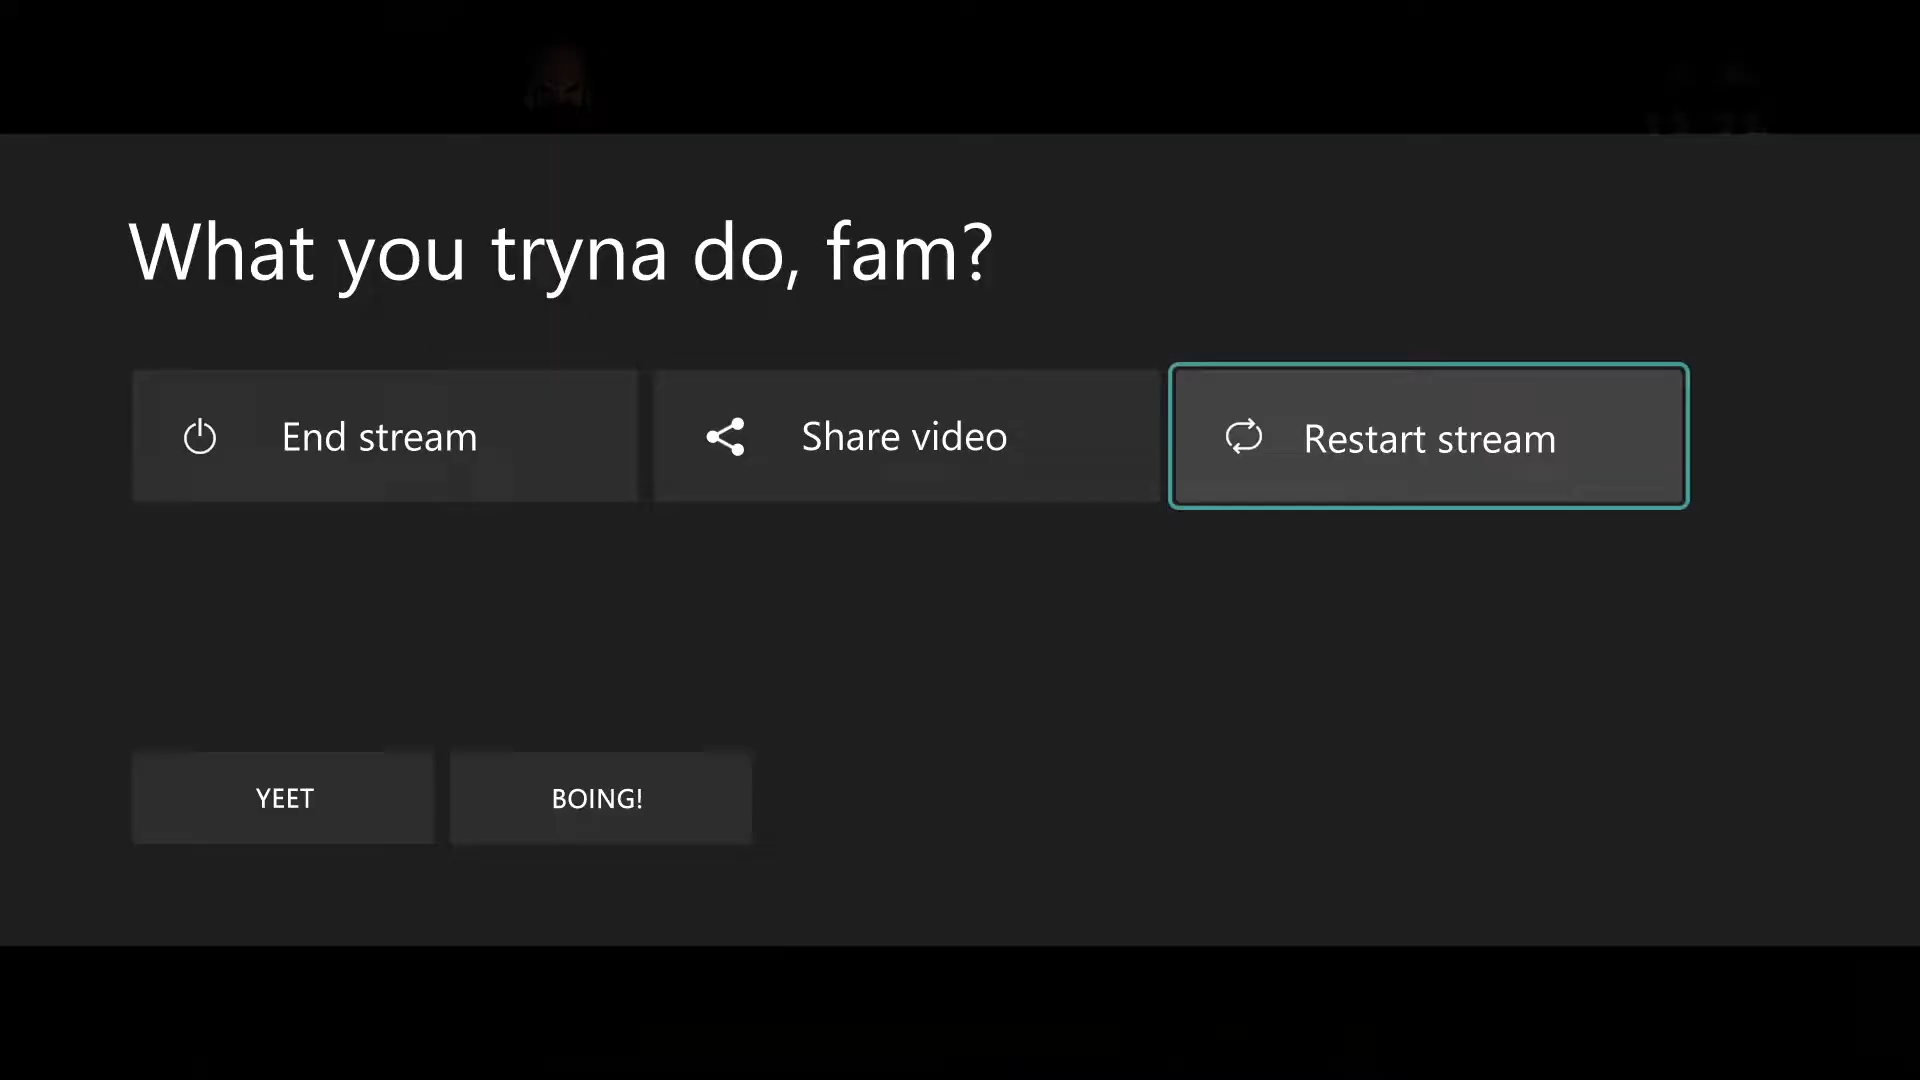 What you tryna do, fam?
End stream
Share video
Restart stream
YEET
BOING!